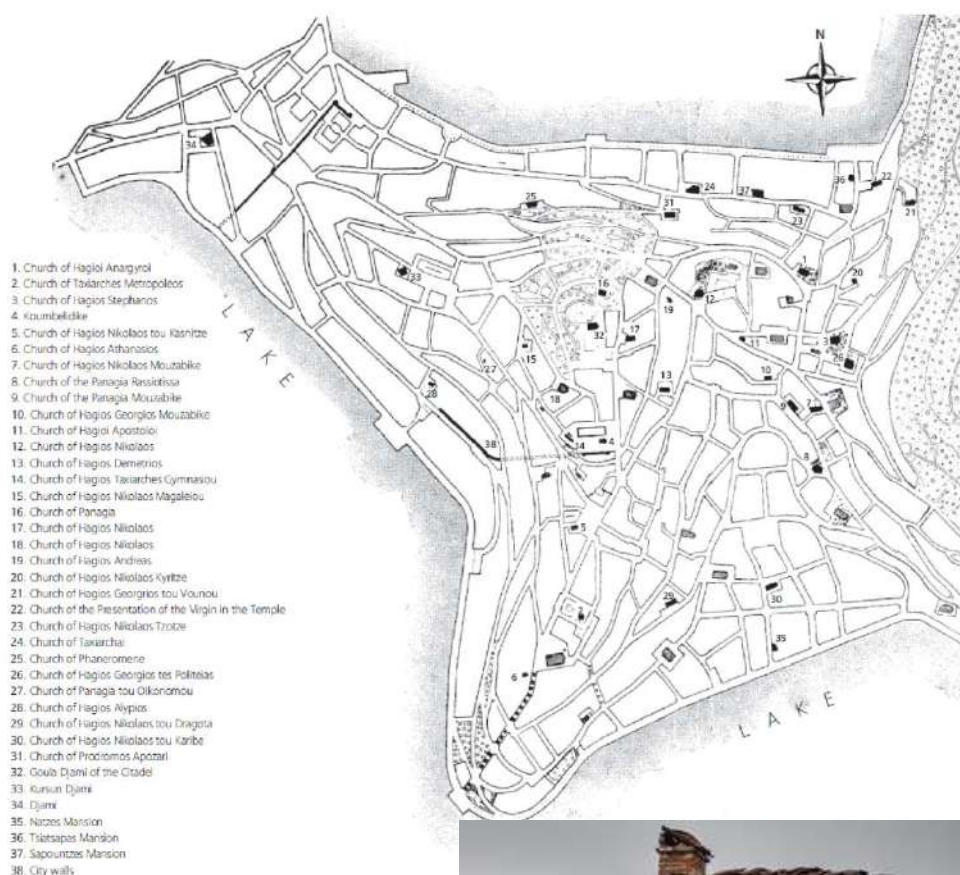 N
LAKE
LAKE
1. Church of Hagioi Anargyroi
2. Church of Taxiarches Metropoleos
3. Church of Hagios Stephanos
4. Koumbelidike
5. Church of Hagios Nikolaos tou Kasnitze
6. Church of Hagios Athanasios
7. Church of Hagios Nikolaos Mouzabike
8. Church of the Panagia Rassiotissa
9. Church of the Panagia Mouzabike
10. Church of Hagios Georgios Mouzabike
11. Church of Hagioi Apostoloi
12. Church of Hagios Nikolaos
13. Church of Hagios Demetrios
14. Church of Hagios Taxiarches Gymnasiou
15. Church of Hagios Nikolaos Magaleiou
16. Church of Panagia
17. Church of Hagios Nikolaos
18. Church of Hagios Nikolaos
19. Church of Hagios Andreas
20. Church of Hagios Nikolaos Kyritze
21. Church of Hagios Georgrios tou Vounou
22. Church of the Presentation of the Virgin in the Temple
23. Church of Hagios Nikolaos Tzotze
24. Church of Taxiarchai
25. Church of Phaneromene
26. Church of Hagios Georgios tes Politeias
27. Church of Panagia tou Oikonomou
28. Church of Hagios Alypios
29. Church of Hagios Nikolaos tou Dragota
30. Church of Hagios Nikolaos tou Karibe
31. Church of Prodromos Apozari
32. Goula Djami of the Citadel
33. Kursun Djami
34. Djami
35. Natzes Mansion
36. Tsiatsapas Mansion
37. Sapountzes Mansion
38. City walls
34
25
24
37
36
22
21
31
23
33
16
12
1
20
19
32
17
11
3
26
15
27
28
18
13
10
9
38
4
8
5
2
29
30
35
6